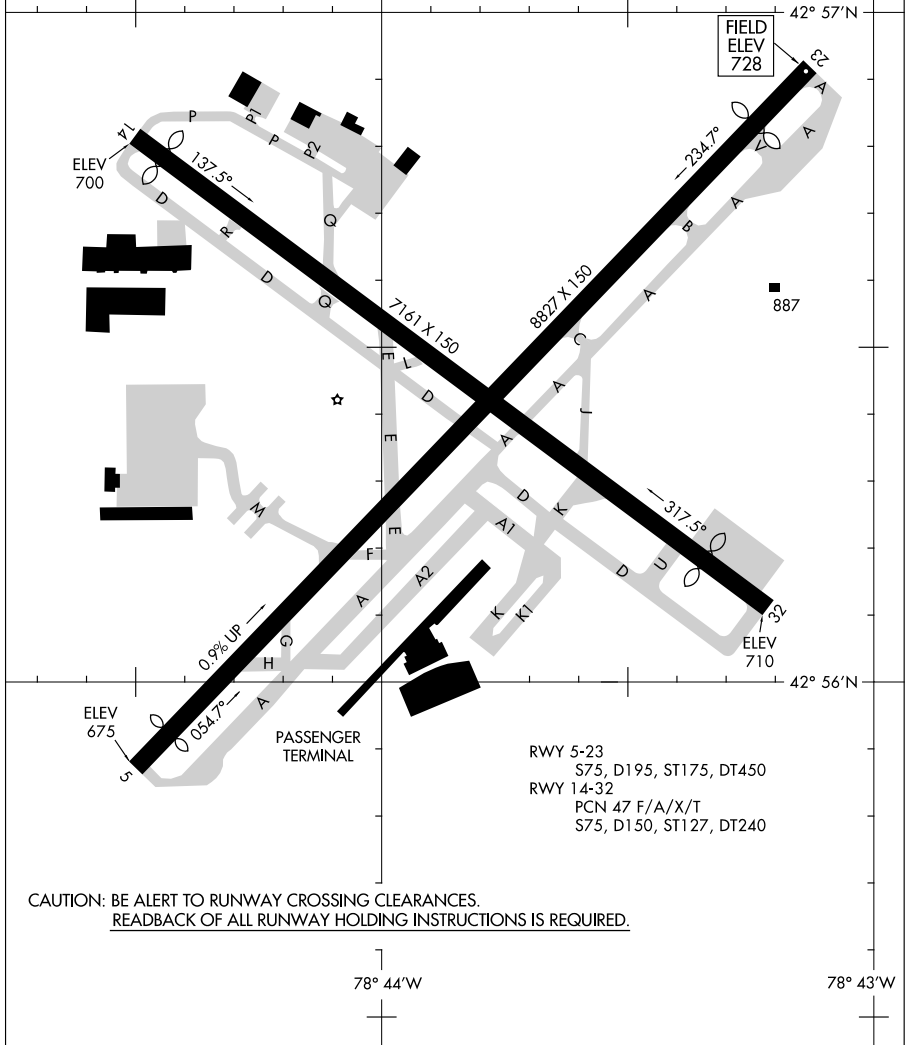 42° 57'N
FIELD
ELEV
728
23
A
A
P
P1
P
P2
14
ELEV
700
137.5°
234.7°
V
D
R
Q
B
A
D
Q
A
8827 X 150
7161 X 150
887
C
E
L
D
A
J
E
A
D
K
317.5°
M
E
A1
F
A2
D
U
A
K
K1
32
ELEV
710
0.9% UP
G
H
42° 56'N
A
054.7°
ELEV
675
PASSENGER
TERMINAL
5
RWY 5-23
S75, D195, ST175, DT450
RWY 14-32
PCN 47 F/A/X/T
S75, D150, ST127, DT240
CAUTION: BE ALERT TO RUNWAY CROSSING CLEARANCES.
READBACK OF ALL RUNWAY HOLDING INSTRUCTIONS IS REQUIRED.
78° 44'W
78° 43'W